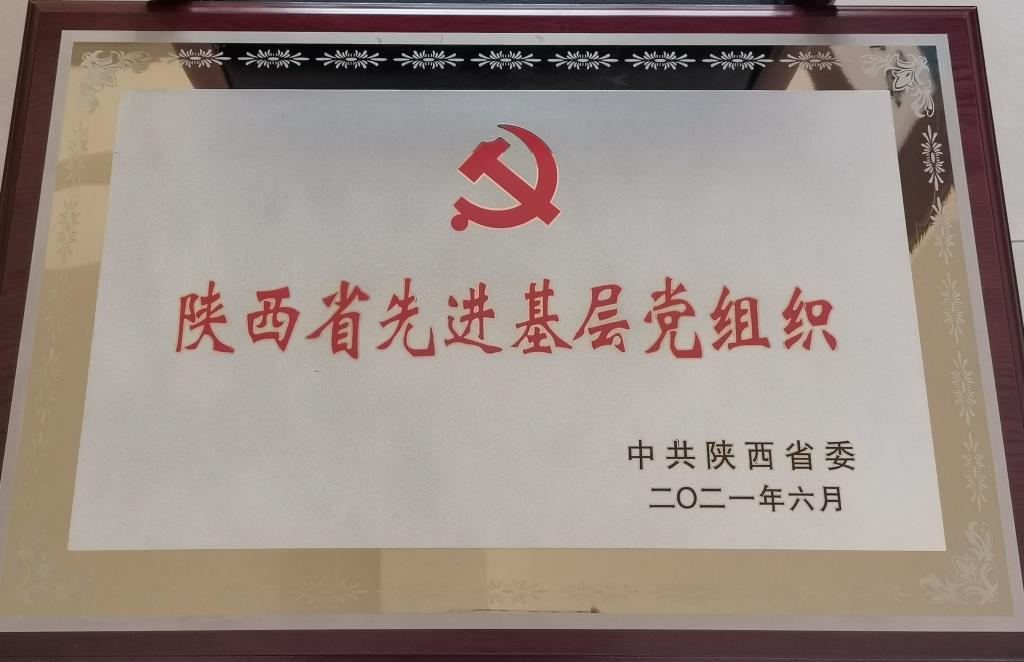 陕西省先进基层党组织
中共陕西省委
二〇二一年六月